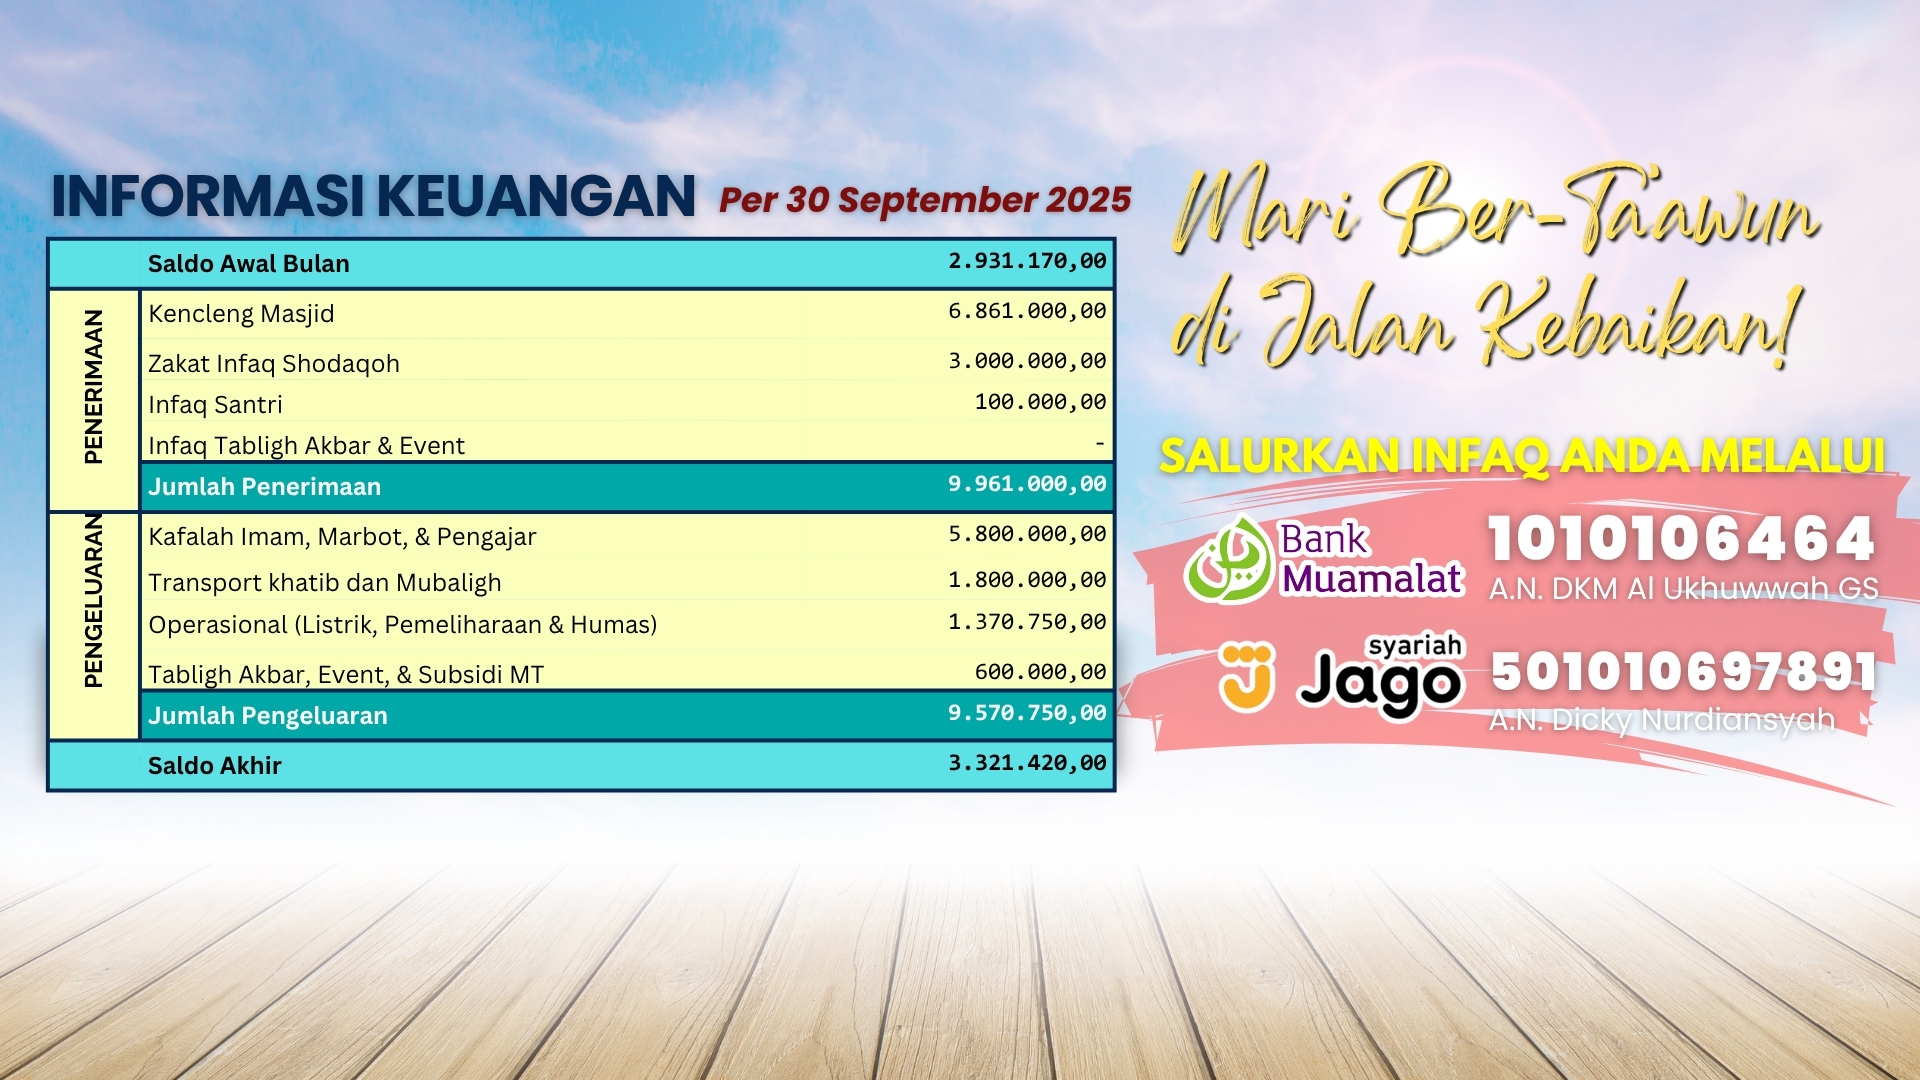 INFORMASI KEUANGAN Per 30 September 2025
Saldo Awal Bulan 2.931.170,00
PENERIMAAN
Kencleng Masjid 6.861.000,00
Zakat Infaq Shodaqoh 3.000.000,00
Infaq Santri 100.000,00
Infaq Tabligh Akbar & Event -
Jumlah Penerimaan 9.961.000,00
PENGELUARAN
Kafalah Imam, Marbot, & Pengajar 5.800.000,00
Transport khatib dan Mubaligh 1.800.000,00
Operasional (Listrik, Pemeliharaan & Humas) 1.370.750,00
Tabligh Akbar, Event, & Subsidi MT 600.000,00
Jumlah Pengeluaran 9.570.750,00
Saldo Akhir 3.321.420,00
Mari Ber-Ta'awun
di Jalan Kebaikan!
SALURKAN INFAQ ANDA MELALUI
Bank
Muamalat
1010106464
A.N. DKM Al Ukhuwwah GS
syariah
Jago
501010697891
A.N. Dicky Nurdiansyah